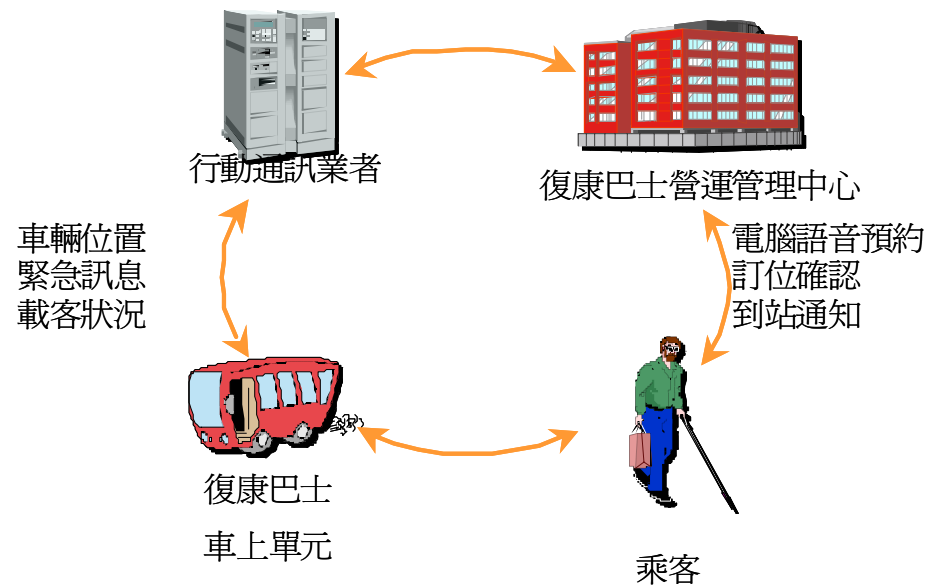 行動通訊業者
復康巴士營運管理中心
車輛位置
緊急訊息
載客狀況
電腦語音預約
訂位確認
到站通知
復康巴士
車上單元
乘客